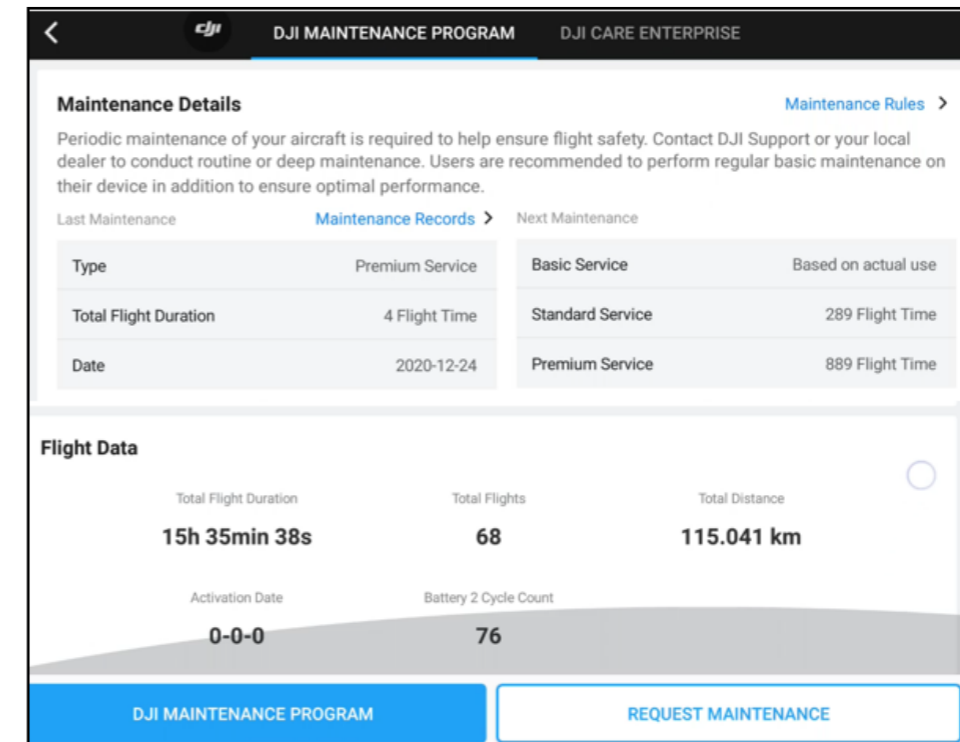 dji DJI MAINTENANCE PROGRAM DJI CARE ENTERPRISE
Maintenance Details Maintenance Rules >
Periodic maintenance of your aircraft is required to help ensure flight safety. Contact DJI Support or your local
dealer to conduct routine or deep maintenance. Users are recommended to perform regular basic maintenance on
their device in addition to ensure optimal performance.
Last Maintenance Maintenance Records > Next Maintenance
Type Premium Service Basic Service Based on actual use
Total Flight Duration 4 Flight Time Standard Service 289 Flight Time
Date 2020-12-24 Premium Service 889 Flight Time
Flight Data
Total Flight Duration Total Flights Total Distance
15h 35min 38s 68 115.041 km
Activation Date Battery 2 Cycle Count
0-0-0 76
DJI MAINTENANCE PROGRAM REQUEST MAINTENANCE